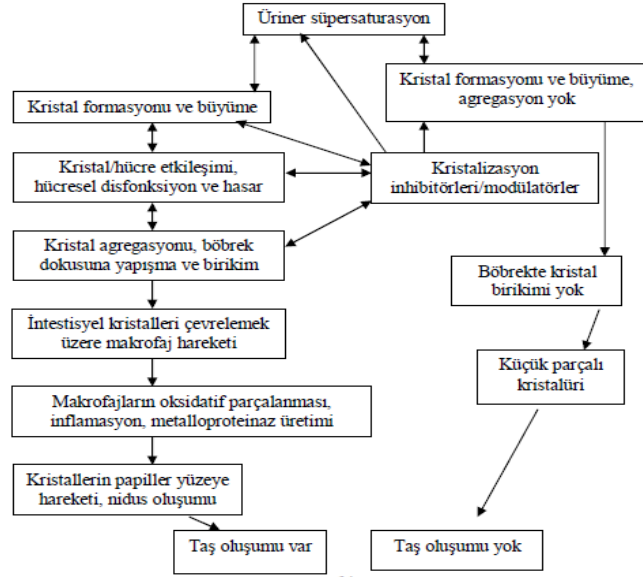 Üriner süpersaturasyon
Kristal formasyonu ve büyüme,
agregasyon yok
Kristal formasyonu ve büyüme
Kristal/hücre etkileşimi,
hücresel disfonksiyon ve hasar
Kristalizasyon
inhibitörleri/modülatörler
Kristal agregasyonu, böbrek
dokusuna yapışma ve birikim
Böbrekte kristal
birikimi yok
İntestisyel kristalleri çevrelemek
üzere makrofaj hareketi
Küçük parçalı
kristalüri
Makrofajların oksidatif parçalanması,
inflamasyon, metalloproteinaz üretimi
Kristallerin papiller yüzeye
hareketi, nidus oluşumu
Taş oluşumu var
Taş oluşumu yok